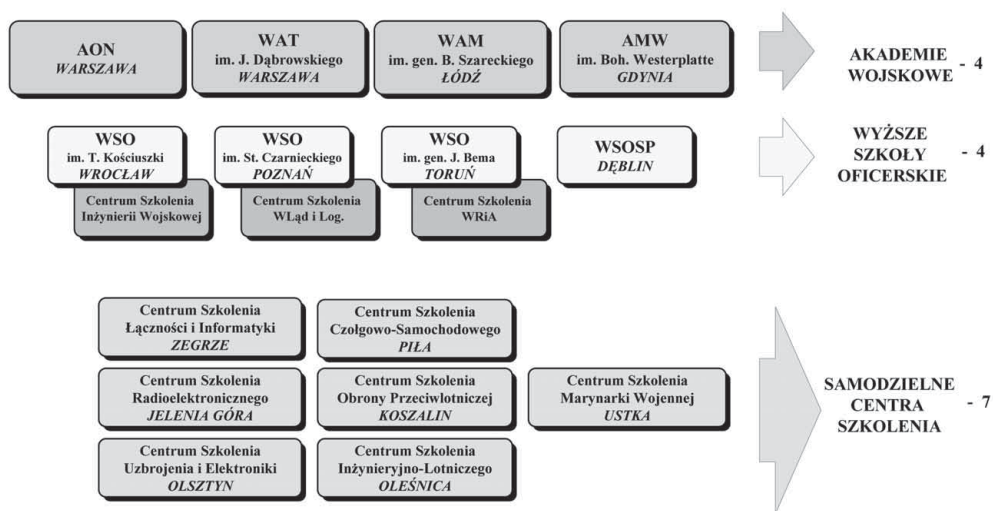 AON
WARSZAWA
WAT
im. J. Dąbrowskiego
WARSZAWA
WAM
im. gen. B. Szareckiego
ŁÓDŹ
AMW
im. Boh. Westerplatte
GDYNIA
AKADEMIE
WOJSKOWE - 4
WSO
im. T. Kościuszki
WROCŁAW
Centrum Szkolenia
Inżynierii Wojskowej
WSO
im. St. Czarnieckiego
POZNAŃ
Centrum Szkolenia
WLąd i Log.
WSO
im. gen. J. Bema
TORUŃ
Centrum Szkolenia
WRiA
WSOSP
DĘBLIN
WYŻSZE
SZKOŁY - 4
OFICERSKIE
Centrum Szkolenia
Łączności i Informatyki
ZEGRZE
Centrum Szkolenia
Czołgowo-Samochodowego
PIŁA
Centrum Szkolenia
Radioelektronicznego
JELENIA GÓRA
Centrum Szkolenia
Obrony Przeciwlotniczej
KOSZALIN
Centrum Szkolenia
Marynarki Wojennej
USTKA
Centrum Szkolenia
Uzbrojenia i Elektroniki
OLSZTYN
Centrum Szkolenia
Inżynieryjno-Lotniczego
OLEŚNICA
SAMODZIELNE
CENTRA - 7
SZKOLENIA